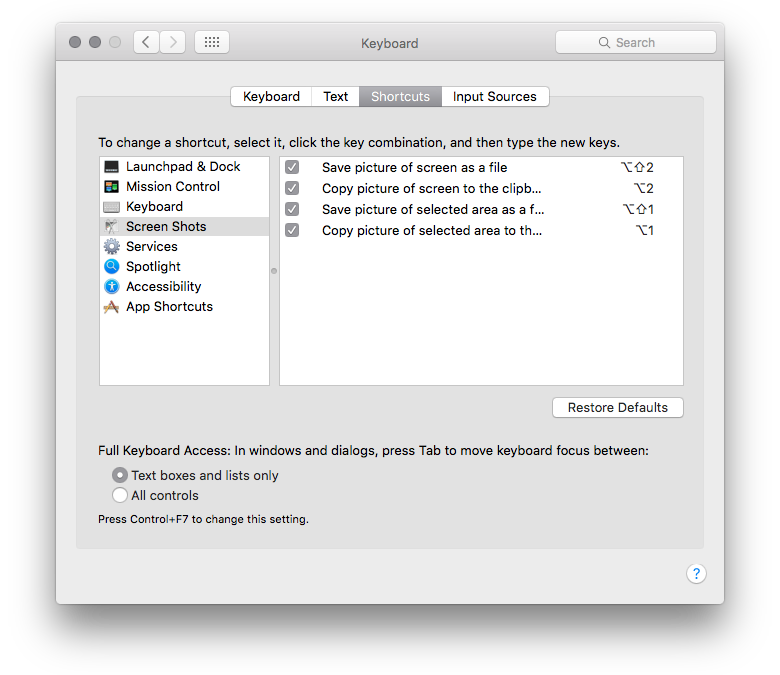 Keyboard
Search
Keyboard Text Shortcuts Input Sources
To change a shortcut, select it, click the key combination, and then type the new keys.
Launchpad & Dock
Mission Control
Keyboard
Screen Shots
Services
Spotlight
Accessibility
App Shortcuts
Save picture of screen as a file ⌥⇧2
Copy picture of screen to the clipb... ⌥2
Save picture of selected area as a f... ⌥⇧1
Copy picture of selected area to th... ⌥1
Restore Defaults
Full Keyboard Access: In windows and dialogs, press Tab to move keyboard focus between:
Text boxes and lists only
All controls
Press Control+F7 to change this setting.
?